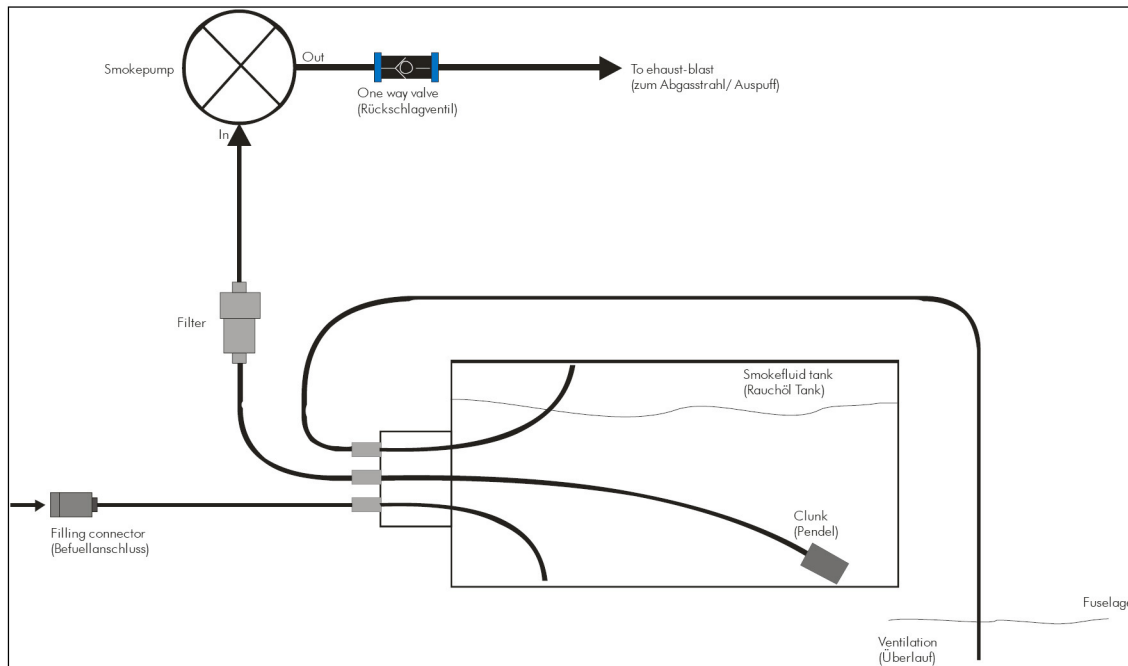 Smokepump
Out
In
One way valve
(Rückschlagventil)
To ehaust-blast
(zum Abgasstrahl/ Auspuff)
Filter
Smokefluid tank
(Rauchöl Tank)
Filling connector
(Befuellanschluss)
Clunk
(Pendel)
Fuselage
Ventilation
(Überlauf)